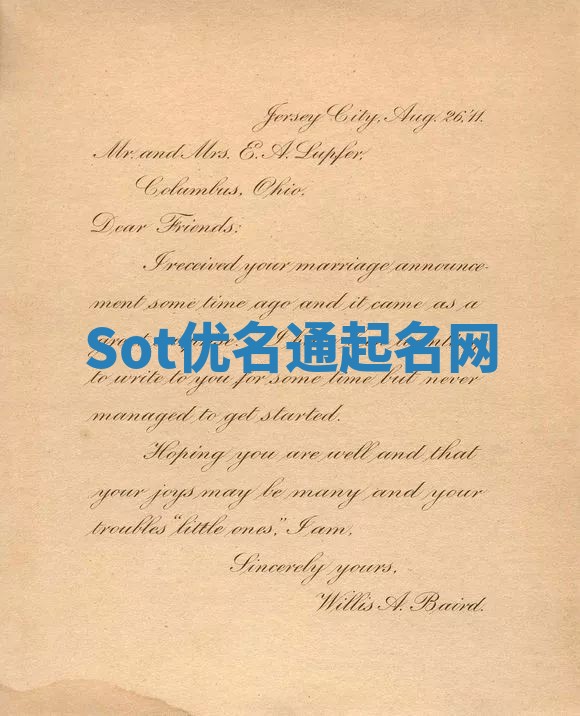 Jersey City, Aug. 26, '11.
Mr. and Mrs. E. A. Lupfer,
Columbus, Ohio.
Dear Friends:
I received your marriage announce-
ment some time ago and it came as a
Sot优名通起名网
to write to you for some time but never
managed to get started.
Hoping you are well and that
your joys may be many and your
troubles "little ones," I am,
Sincerely yours,
Willis A. Baird.